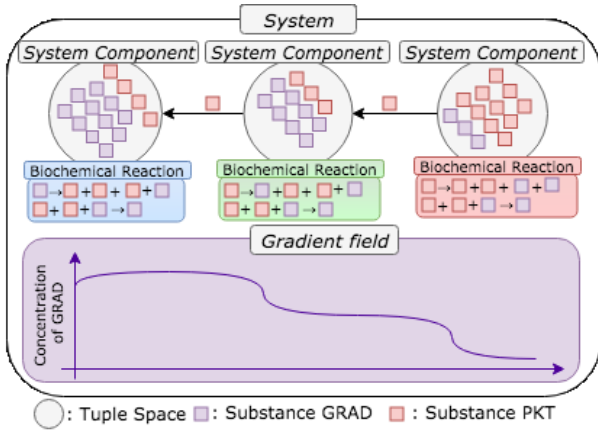 System
System Component
System Component
System Component
Biochemical Reaction
Biochemical Reaction
Biochemical Reaction
→ + + + + 
+ + →
→ + + + + 
+ + →
→ + + + + 
+ + →
Gradient field
Concentration
of GRAD
: Tuple Space : Substance GRAD : Substance PKT